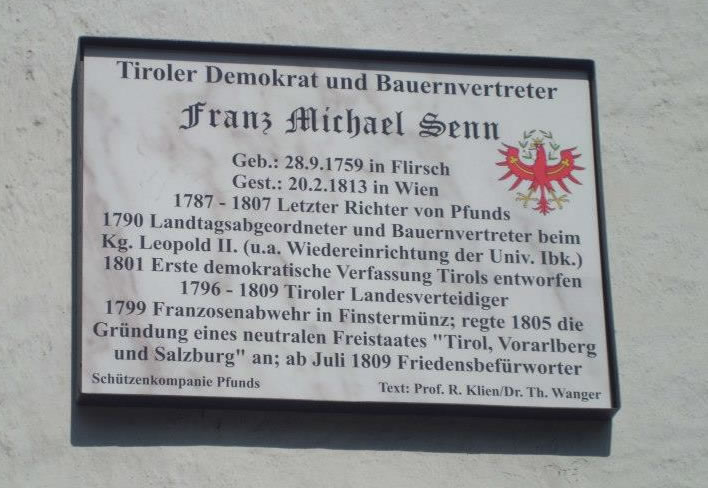 Tiroler Demokrat und Bauernvertreter
Franz Michael Senn
Geb.: 28.9.1759 in Flirsch
Gest.: 20.2.1813 in Wien
1787 - 1807 Letzter Richter von Pfunds
1790 Landtagsabgeordneter und Bauernvertreter beim
Kg. Leopold II. (u.a. Wiedereinrichtung der Univ. Ibk.)
1801 Erste demokratische Verfassung Tirols entworfen
1796 - 1809 Tiroler Landesverteidiger
1799 Franzosenabwehr in Finstermünz; regte 1805 die
Gründung eines neutralen Freistaates "Tirol, Vorarlberg
und Salzburg" an; ab Juli 1809 Friedensbefürworter
Schützenkompanie Pfunds
Text: Prof. R. Klien/Dr. Th. Wanger